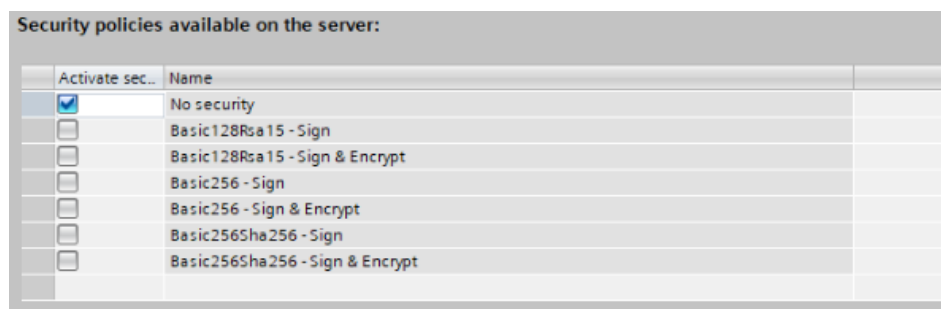 Security policies available on the server:
Activate sec... Name
No security
Basic128Rsa15 - Sign
Basic128Rsa15 - Sign & Encrypt
Basic256 - Sign
Basic256 - Sign & Encrypt
Basic256Sha256 - Sign
Basic256Sha256 - Sign & Encrypt